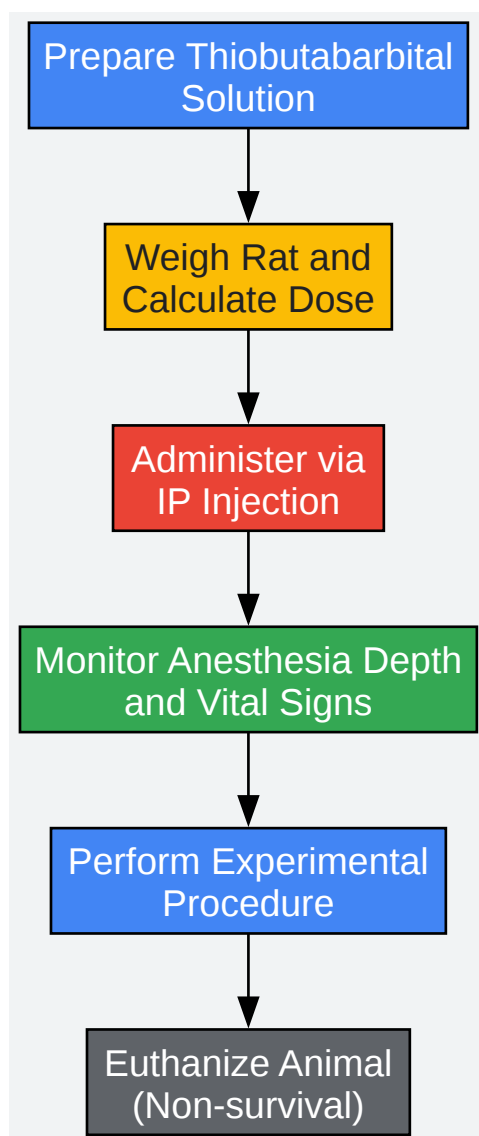 Prepare Thiobutabarbital
Solution
Weigh Rat and
Calculate Dose
Administer via
IP Injection
Monitor Anesthesia Depth
and Vital Signs
Perform Experimental
Procedure
Euthanize Animal
(Non-survival)